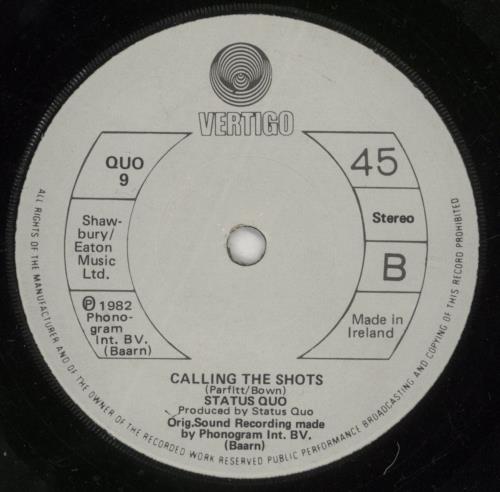 VERTIGO
QUO
9
Shaw-
bury/
Eaton
Music
Ltd.
Ⓟ 1982
Phono-
gram
Int. BV.
(Baarn)
45
Stereo
B
Made in
Ireland
CALLING THE SHOTS
(Parfitt/Bown)
STATUS QUO
Produced by Status Quo
Orig.Sound Recording made
by Phonogram Int. BV.
(Baarn)
ALL RIGHTS OF THE MANUFACTURER AND OF THE OWNER OF THE RECORDED WORK RESERVED PUBLIC PERFORMANCE BROADCASTING AND COPYING OF THIS RECORD PROHIBITED